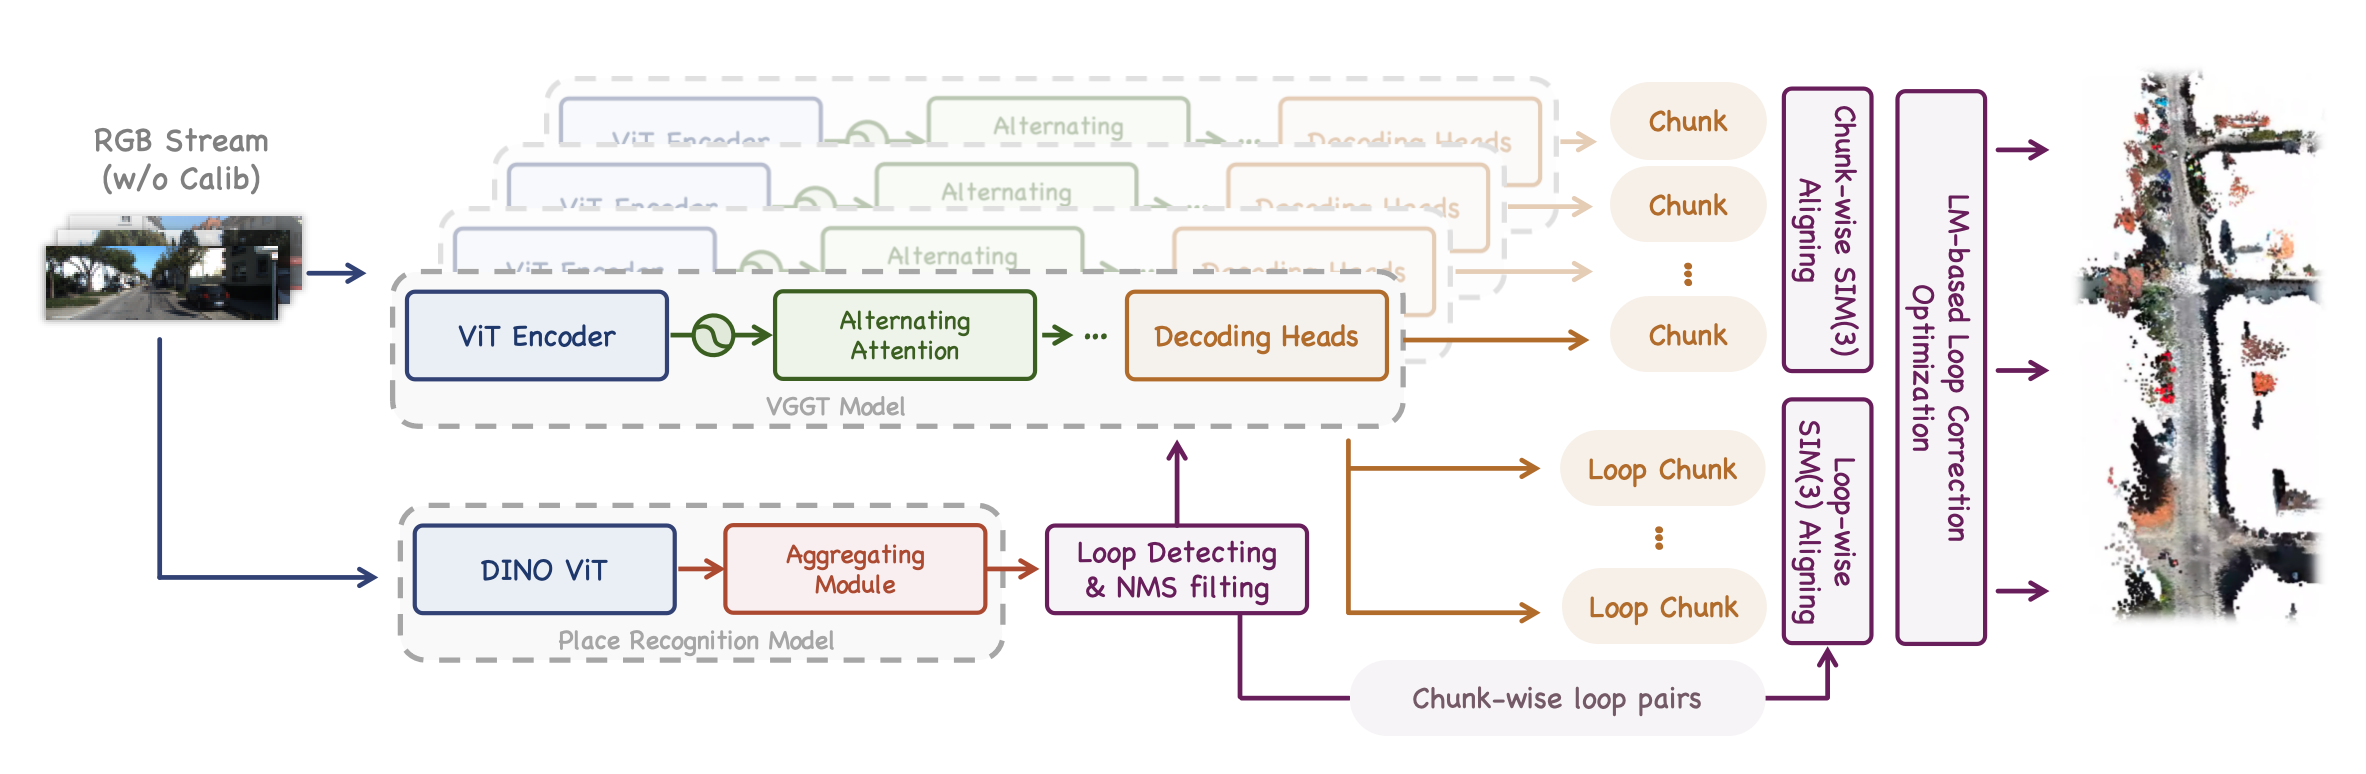 RGB Stream
(w/o Calib)
ViT Encoder
Alternating
...
Decoding Heads
ViT Encoder
Alternating
...
Decoding Heads
ViT Encoder
Alternating
Decoding Heads
ViT Encoder
Alternating
Attention
...
Decoding Heads
VGGT Model
DINO ViT
Aggregating
Module
Place Recognition Model
Loop Detecting
& NMS filting
Chunk
Chunk
Chunk
Loop Chunk
Loop Chunk
Chunk-wise loop pairs
Chunk-wise SIM(3)
Aligning
Loop-wise
SIM(3) Aligning
LM-based Loop Correction
Optimization